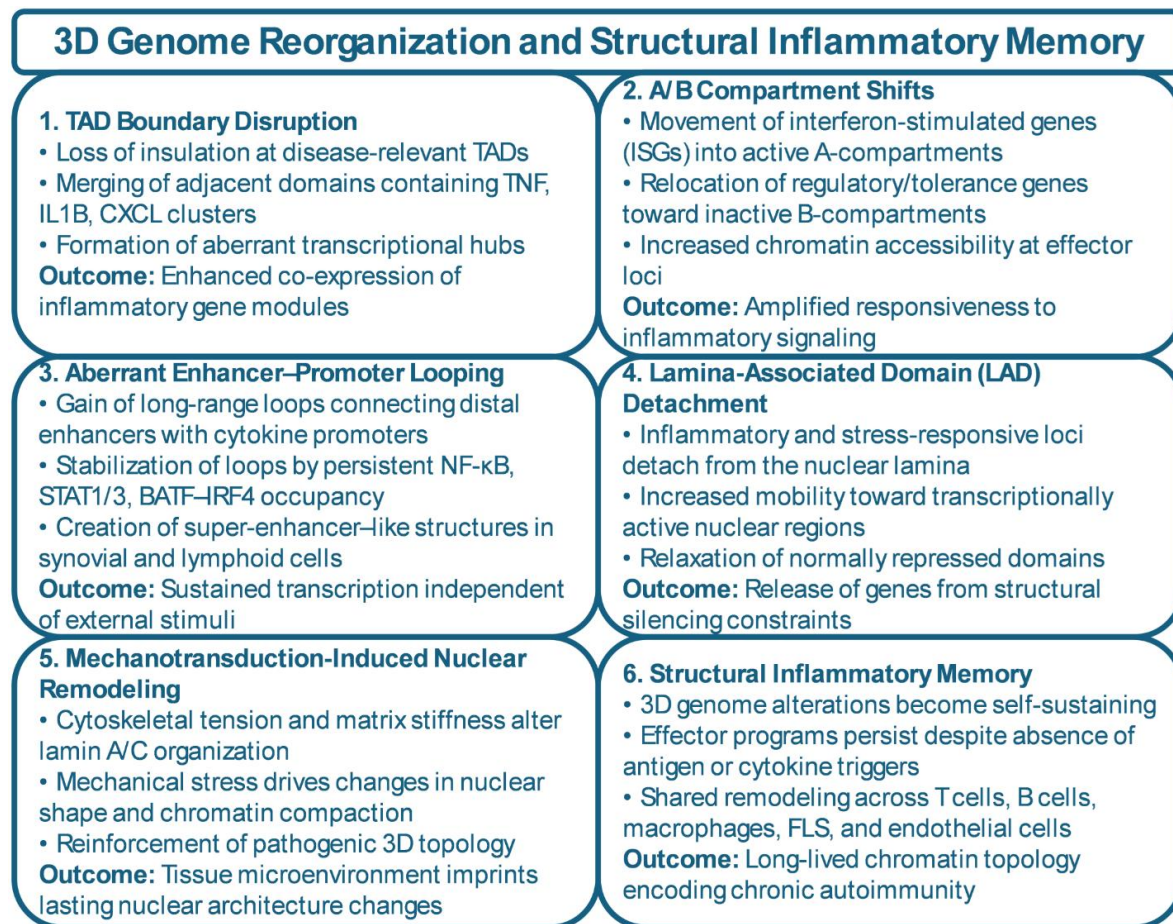 3D Genome Reorganization and Structural Inflammatory Memory
1. TAD Boundary Disruption
• Loss of insulation at disease-relevant TADs
• Merging of adjacent domains containing TNF,
IL1B, CXCL clusters
• Formation of aberrant transcriptional hubs
Outcome: Enhanced co-expression of
inflammatory gene modules
2. A/B Compartment Shifts
• Movement of interferon-stimulated genes
(ISGs) into active A-compartments
• Relocation of regulatory/tolerance genes
toward inactive B-compartments
• Increased chromatin accessibility at effector
loci
Outcome: Amplified responsiveness to
inflammatory signaling
3. Aberrant Enhancer–Promoter Looping
• Gain of long-range loops connecting distal
enhancers with cytokine promoters
• Stabilization of loops by persistent NF-κB,
STAT1/3, BATF–IRF4 occupancy
• Creation of super-enhancer–like structures in
synovial and lymphoid cells
Outcome: Sustained transcription independent
of external stimuli
4. Lamina-Associated Domain (LAD)
Detachment
• Inflammatory and stress-responsive loci
detach from the nuclear lamina
• Increased mobility toward transcriptionally
active nuclear regions
• Relaxation of normally repressed domains
Outcome: Release of genes from structural
silencing constraints
5. Mechanotransduction-Induced Nuclear
Remodeling
• Cytoskeletal tension and matrix stiffness alter
lamin A/C organization
• Mechanical stress drives changes in nuclear
shape and chromatin compaction
• Reinforcement of pathogenic 3D topology
Outcome: Tissue microenvironment imprints
lasting nuclear architecture changes
6. Structural Inflammatory Memory
• 3D genome alterations become self-sustaining
• Effector programs persist despite absence of
antigen or cytokine triggers
• Shared remodeling across T cells, B cells,
macrophages, FLS, and endothelial cells
Outcome: Long-lived chromatin topology
encoding chronic autoimmunity